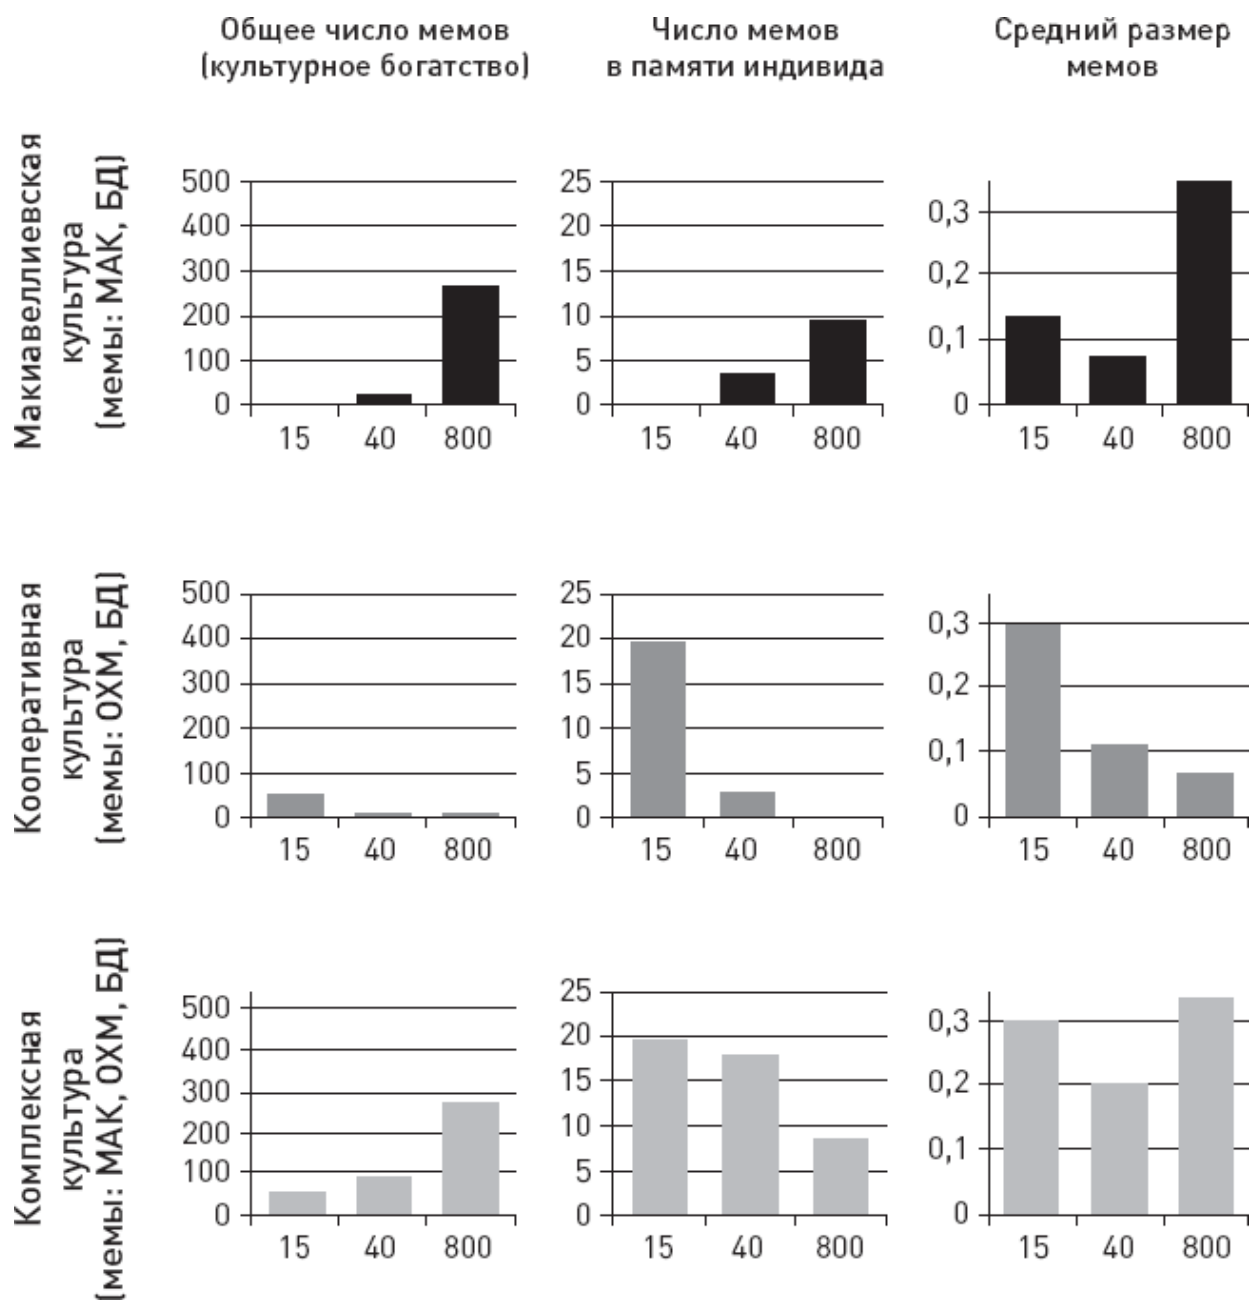 Общее число мемов
(культурное богатство)
Число мемов
в памяти индивида
Средний размер
мемов
Макиавеллиевская
культура
(мемы: МАК, БД)
500
400
300
200
100
0
15 40 800
25
20
15
10
5
0
15 40 800
0,3
0,2
0,1
0
15 40 800
Кооперативная
культура
(мемы: ОХМ, БД)
500
400
300
200
100
0
15 40 800
25
20
15
10
5
0
15 40 800
0,3
0,2
0,1
0
15 40 800
Комплексная
культура
(мемы: МАК, ОХМ, БД)
500
400
300
200
100
0
15 40 800
25
20
15
10
5
0
15 40 800
0,3
0,2
0,1
0
15 40 800